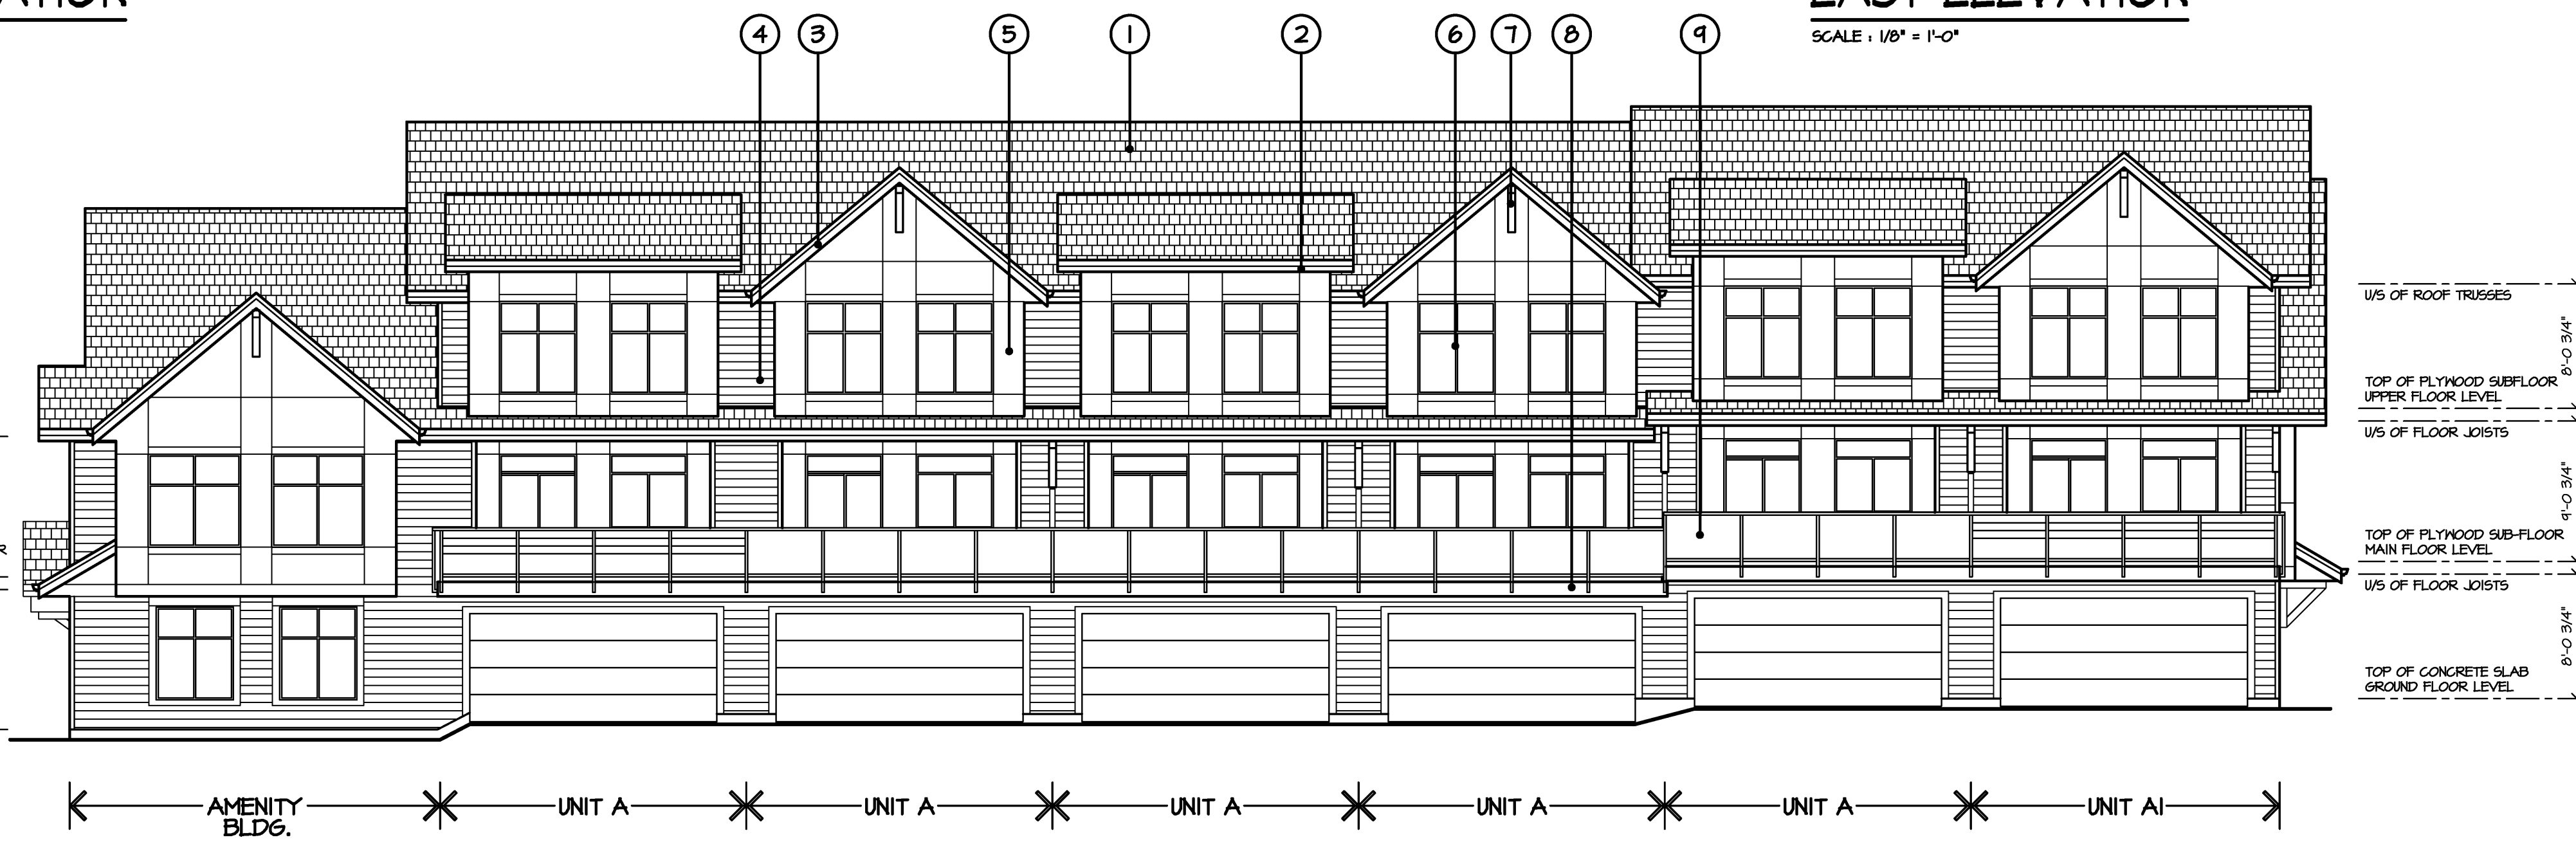 4 3 5 1 2 6 7 8 9
SCALE : 1/8" = 1'-0"
U/S OF ROOF TRUSSES
8'-0 3/4"
TOP OF PLYWOOD SUBFLOOR
UPPER FLOOR LEVEL
U/S OF FLOOR JOISTS
9'-0 3/4"
TOP OF PLYWOOD SUB-FLOOR
MAIN FLOOR LEVEL
U/S OF FLOOR JOISTS
8'-0 3/4"
TOP OF CONCRETE SLAB
GROUND FLOOR LEVEL
AMENITY
BLDG.
UNIT A
UNIT A
UNIT A
UNIT A
UNIT A
UNIT A1